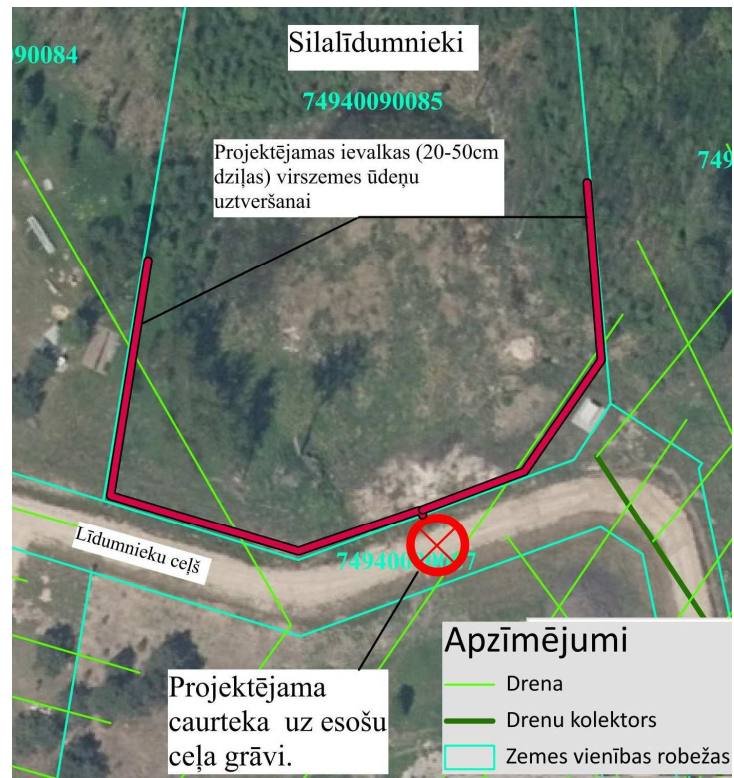 Silalīdumnieki
090084
74940090085
Projektējamas ievalkas (20-50cm
dziļas) virszemes ūdeņu
uztveršanai
749
Līdumnieku ceļš
Projektējama
caurteka uz esošu
ceļa grāvi.
Apzīmējumi
Drena
Drenu kolektors
Zemes vienības robežas